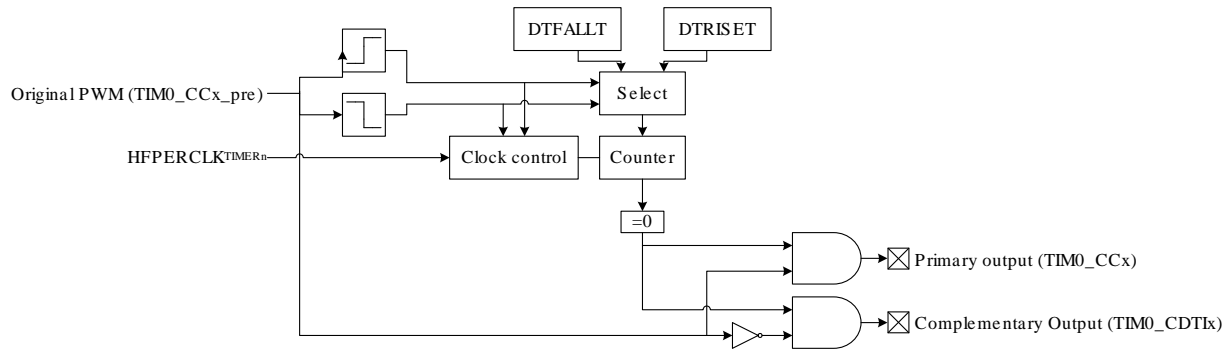 DTFALLT
DTRISET
Original PWM (TIM0_CCx_pre)
Select
HFPERCLKTIMERn
Clock control
Counter
=0
Primary output (TIM0_CCx)
Complementary Output (TIM0_CDTIx)